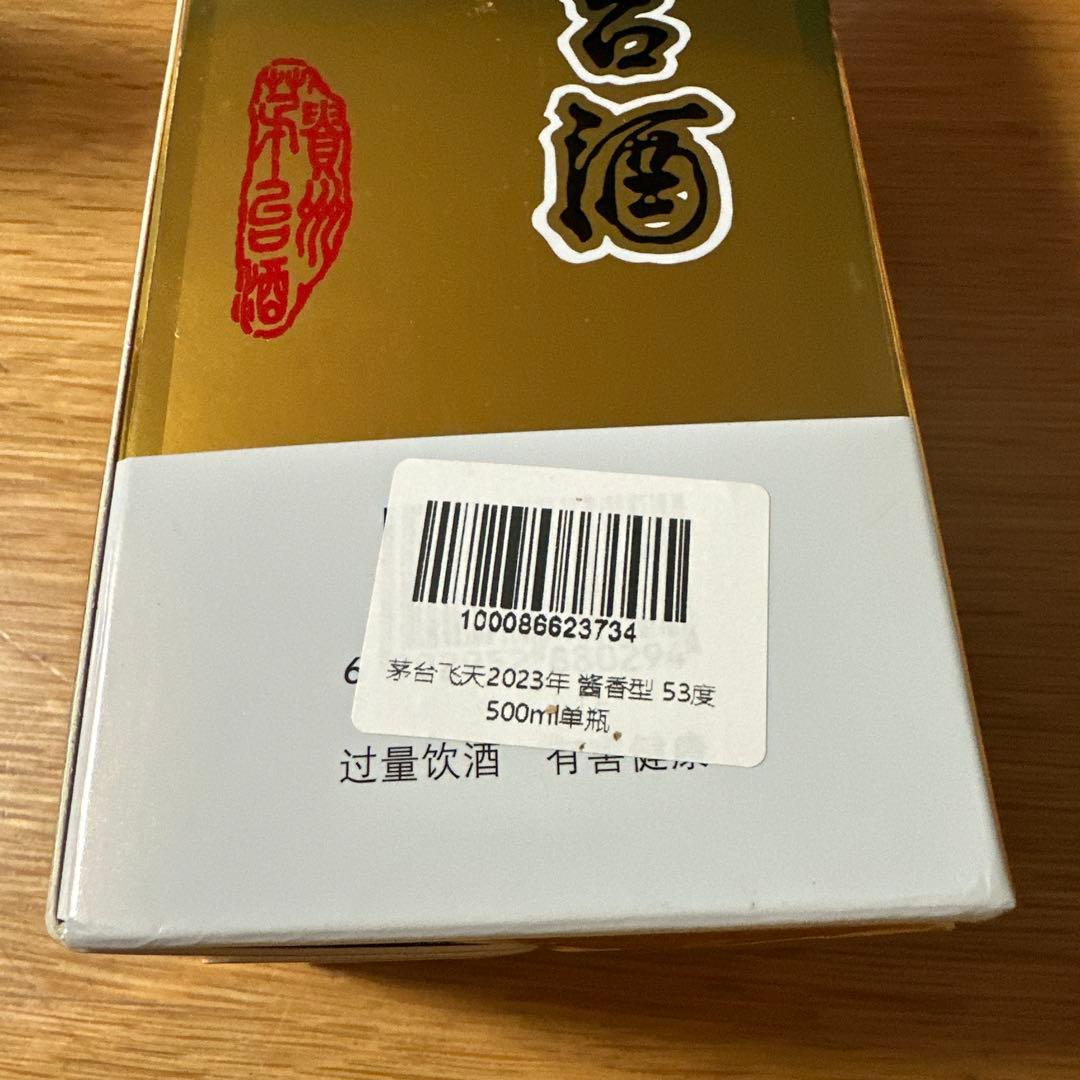 台酒
貴州
茅台酒
100086623734
茅台飞天2023年 酱香型 53度
500ml单瓶
过量饮酒 有害健康